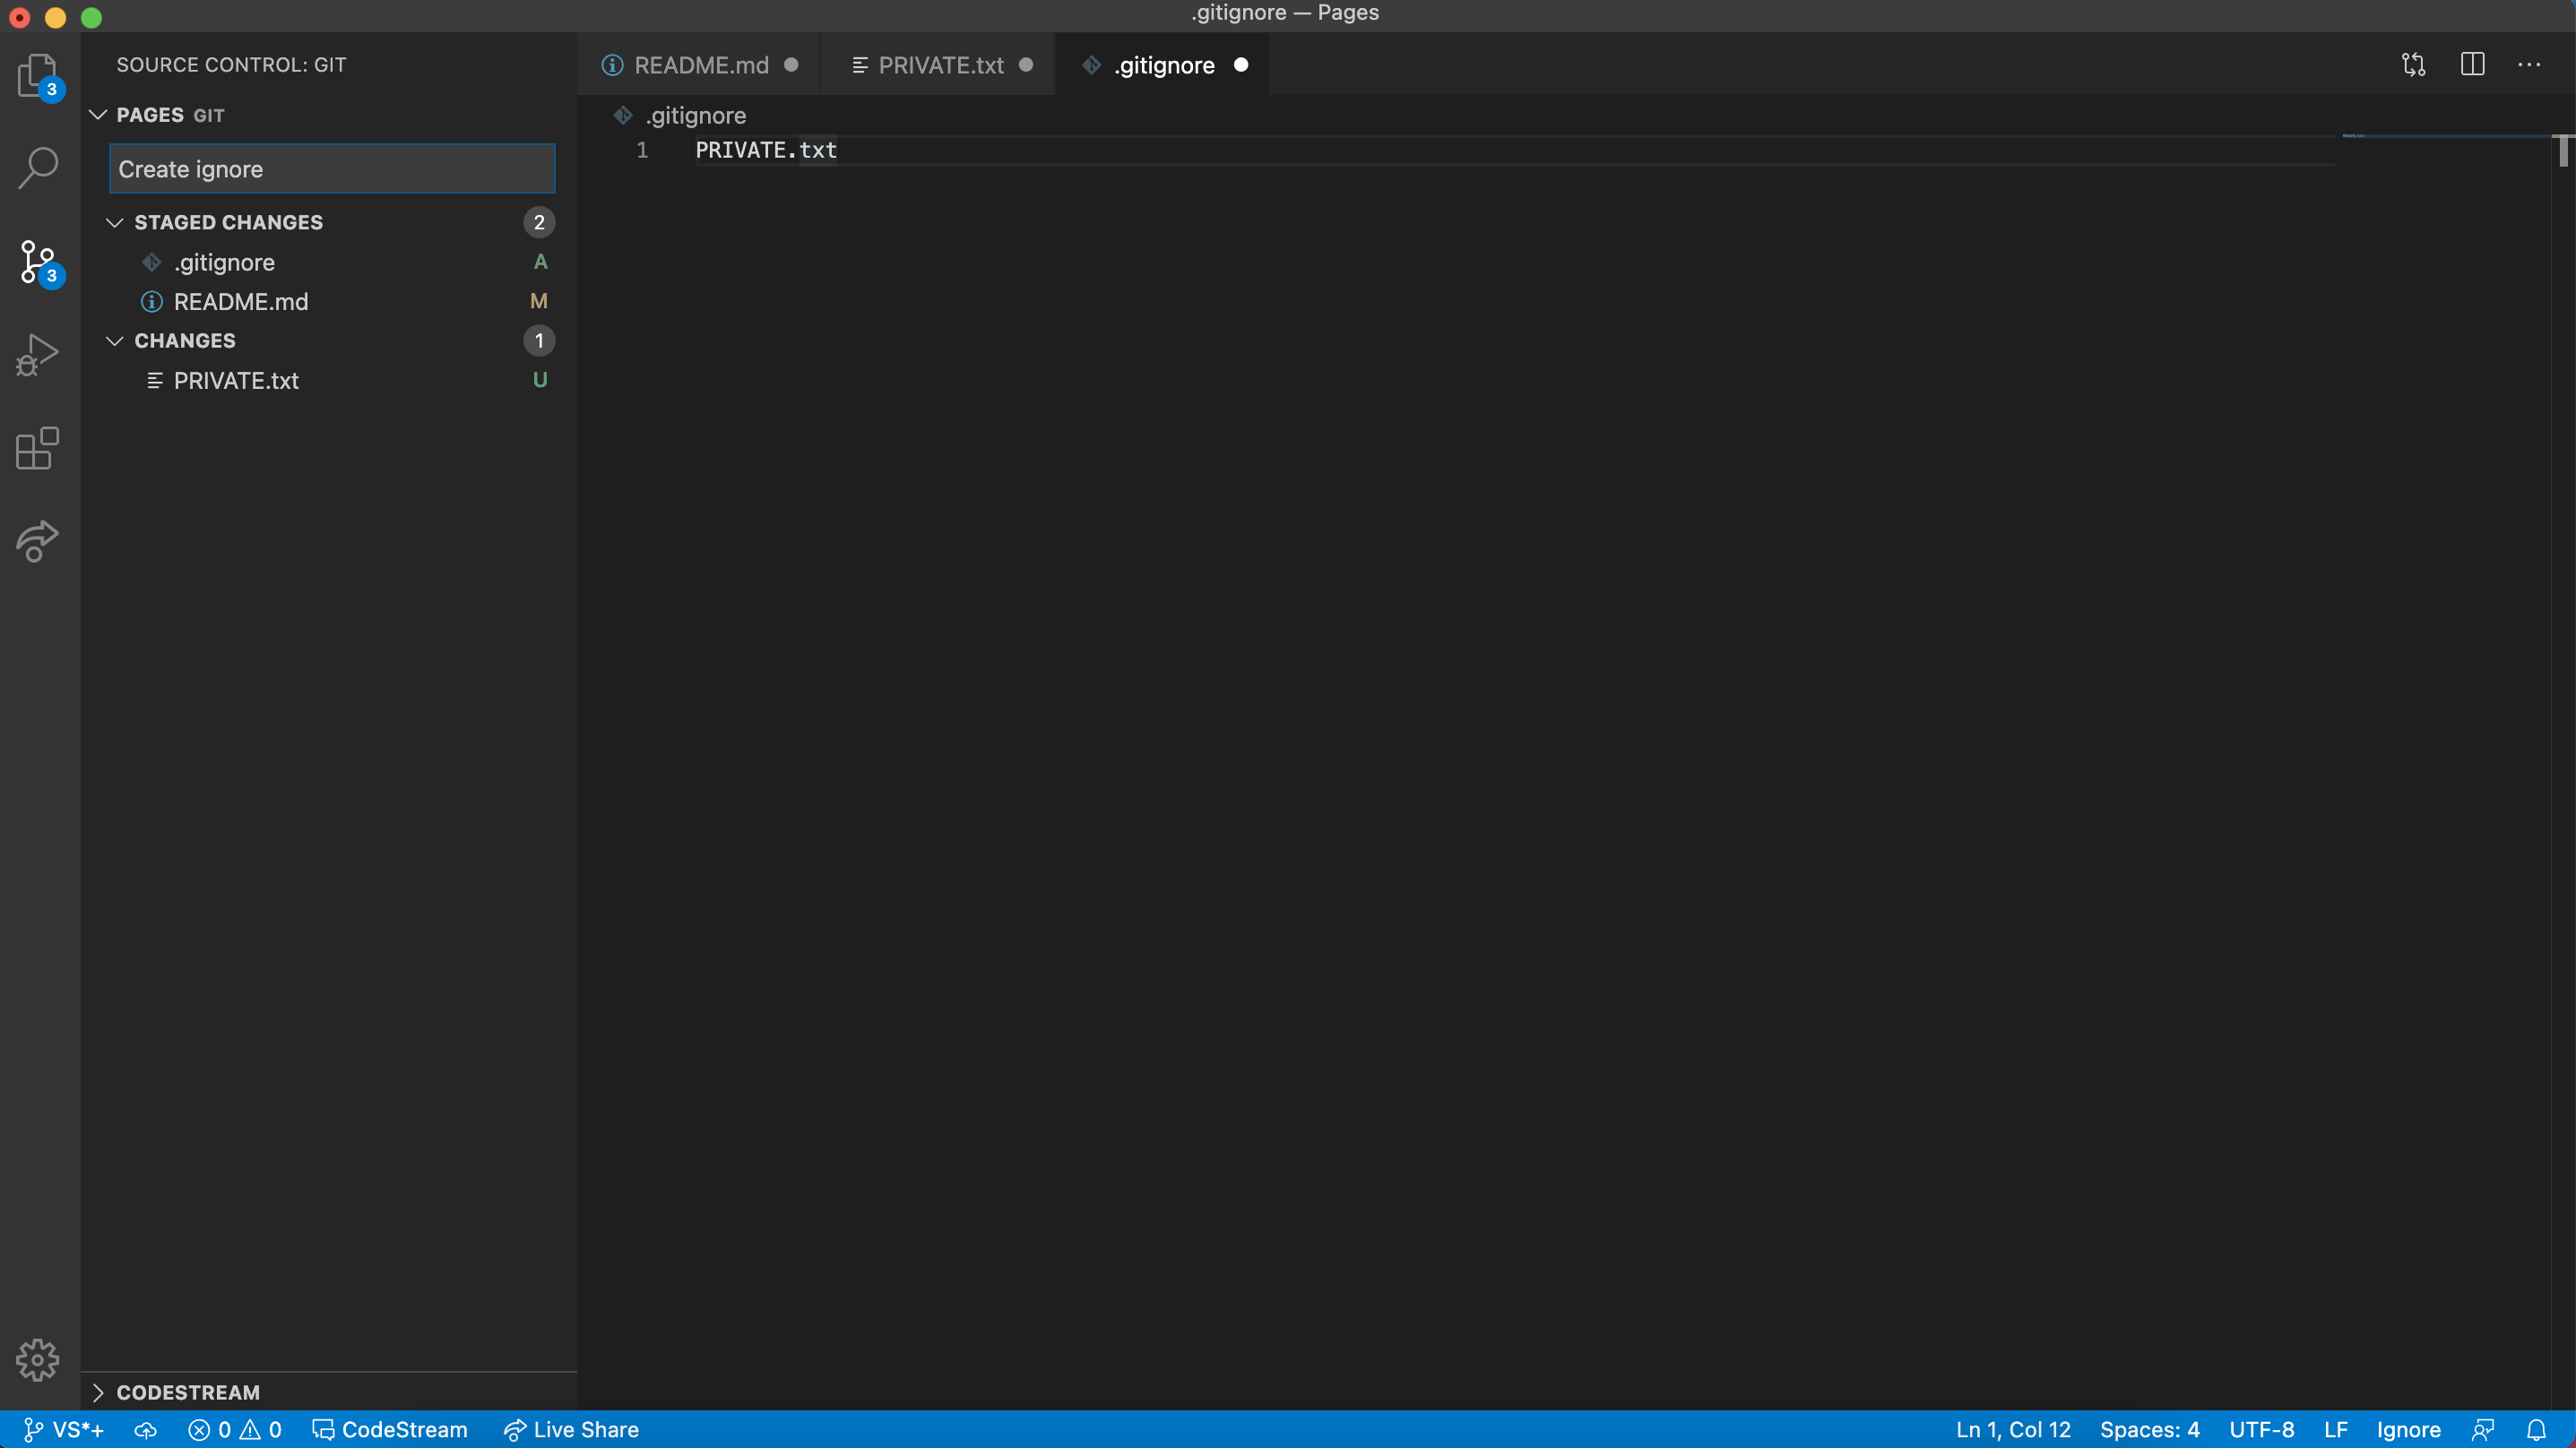 .gitignore — Pages
SOURCE CONTROL: GIT
README.md
PRIVATE.txt
.gitignore
3
PAGES GIT
.gitignore
Create ignore
1 PRIVATE.txt
STAGED CHANGES 2
.gitignore A
3
README.md M
CHANGES 1
PRIVATE.txt U
CODESTREAM
VS*+ 0 0 CodeStream Live Share Ln 1, Col 12 Spaces: 4 UTF-8 LF Ignore